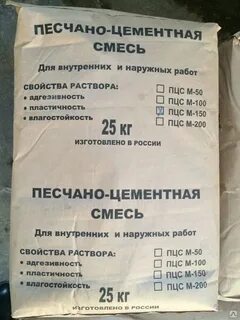 ПЕСЧАНО-ЦЕМЕНТНАЯ
СМЕСЬ
Для внутренних и наружных работ
СВОЙСТВА РАСТВОРА:
• адгезивность
• пластичность
• влагостойкость
ПЦС М-50
ПЦС М-100
ПЦС М-150
ПЦС М-200
25 кг
ИЗГОТОВЛЕНО В РОССИИ
ПЕСЧАНО-ЦЕМЕНТНАЯ
СМЕСЬ
Для внутренних и наружных работ
СВОЙСТВА РАСТВОРА:
• адгезивность
• пластичность
• влагостойкость
ПЦС М-50
ПЦС М-100
ПЦС М-150
ПЦС М-200
25 кг
ИЗГОТОВЛЕНО В РОССИИ